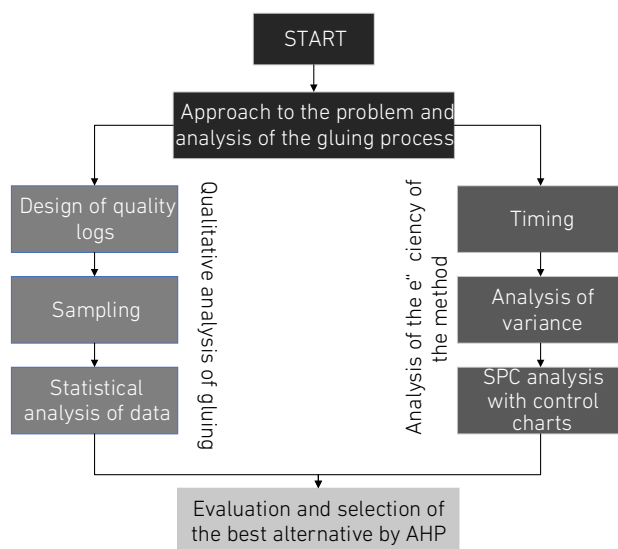 START
Approach to the problem and
analysis of the gluing process
Design of quality
logs
Sampling
Statistical
analysis of data
Qualitative analysis of gluing
Analysis of the e" ciency of
the method
Timing
Analysis of
variance
SPC analysis
with control
charts
Evaluation and selection of
the best alternative by AHP